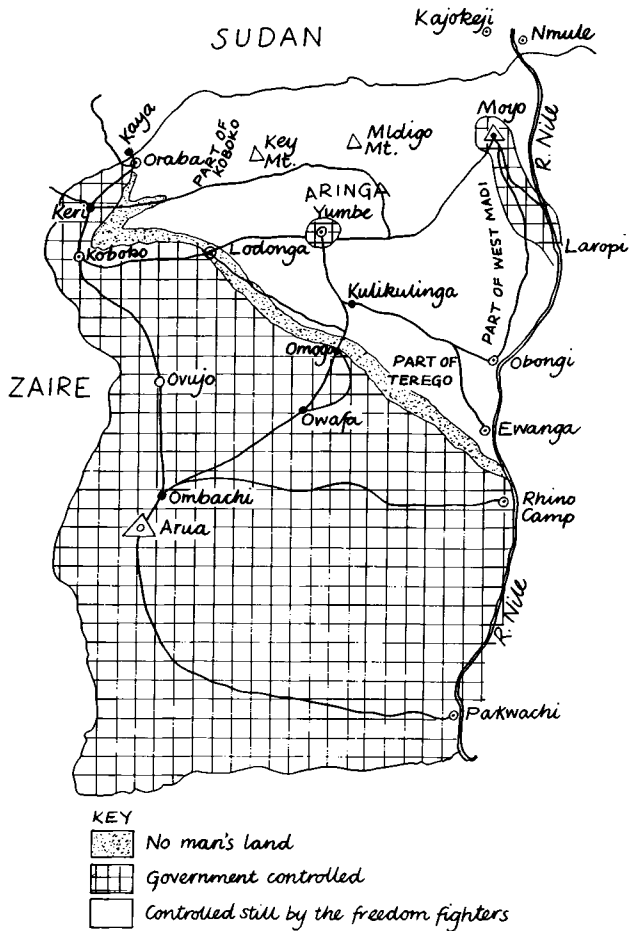 SUDAN
Kajokeji
Nmule
Kaya
Oraba
PART OF
KOBOKO
Key
Mt.
Midigo
Mt.
Moyo
R. Nile
Keri
ARINGA
Yumbe
Koboko
Lodonga
Laropi
PART OF WEST MADI
Kulikulinga
ZAIRE
Omogo
PART OF
TEREGO
Obongi
Ovujo
Owafa
Ewanga
Ombachi
Rhino
Camp
Arua
R. Nile
Pakwachi
KEY
No man's land
Government controlled
Controlled still by the freedom fighters